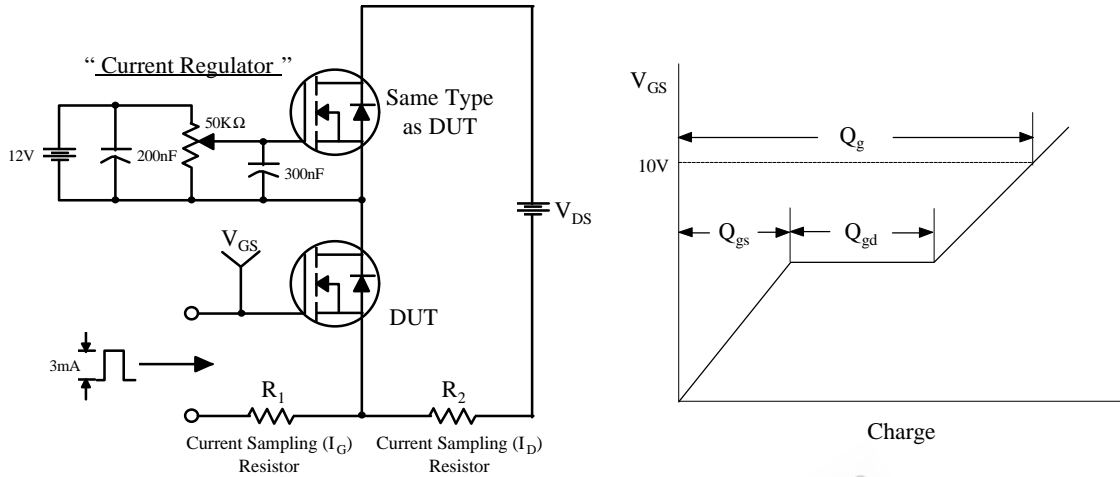 “ Current Regulator ”
12V
200nF
50KΩ
300nF
Same Type
as DUT
V_DS
V_GS
DUT
3mA
R_1
R_2
Current Sampling (I_G)
Resistor
Current Sampling (I_D)
Resistor
V_GS
10V
Q_g
Q_gs
Q_gd
Charge